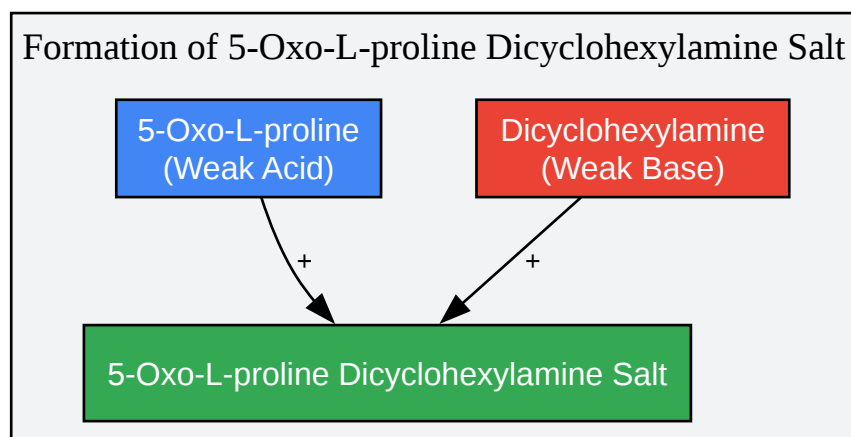 Formation of 5-Oxo-L-proline Dicyclohexylamine Salt
5-Oxo-L-proline
(Weak Acid)
Dicyclohexylamine
(Weak Base)
+
+
5-Oxo-L-proline Dicyclohexylamine Salt